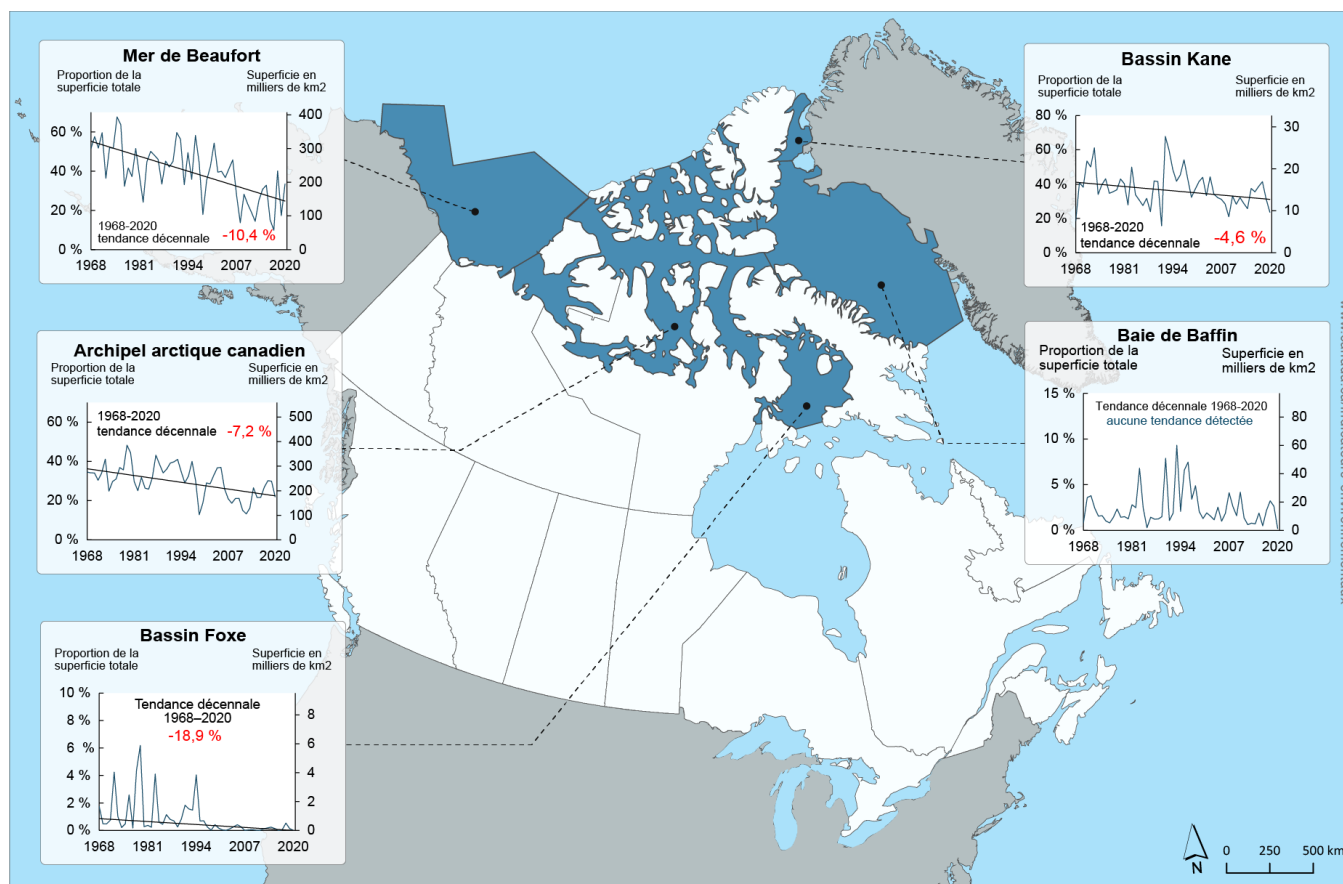 Mer de Beaufort
Proportion de la
superficie totale
Superficie en
milliers de km2
60 %
40 %
20 %
0 %
400
300
200
100
0
1968-2020
tendance décennale
-10,4 %
1968 1981 1994 2007 2020
Bassin Kane
Proportion de la
superficie totale
Superficie en
milliers de km2
80 %
60 %
40 %
20 %
0 %
30
20
10
0
1968-2020
tendance décennale
-4,6 %
1968 1981 1994 2007 2020
Archipel arctique canadien
Proportion de la
superficie totale
Superficie en
milliers de km2
60 %
40 %
20 %
0 %
500
400
300
200
100
0
1968-2020
tendance décennale
-7,2 %
1968 1981 1994 2007 2020
Baie de Baffin
Proportion de la
superficie totale
Superficie en
milliers de km2
15 %
10 %
5 %
0 %
80
60
40
20
0
Tendance décennale 1968-2020
aucune tendance détectée
1968 1981 1994 2007 2020
Bassin Foxe
Proportion de la
superficie totale
Superficie en
milliers de km2
10 %
8 %
6 %
4 %
2 %
0 %
8
6
4
2
0
Tendance décennale
1968–2020
-18,9 %
1968 1981 1994 2007 2020
N
0 250 500 km